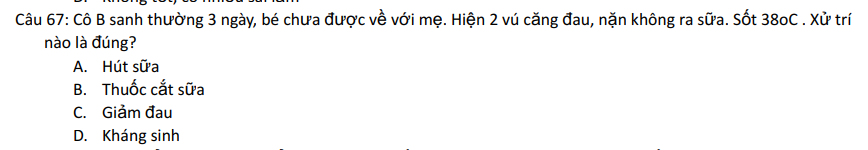 Câu 67: Cô B sanh thường 3 ngày, bé chưa được về với mẹ. Hiện 2 vú căng đau, nặn không ra sữa. Sốt 38oC . Xử trí
nào là đúng?
A. Hút sữa
B. Thuốc cắt sữa
C. Giảm đau
D. Kháng sinh